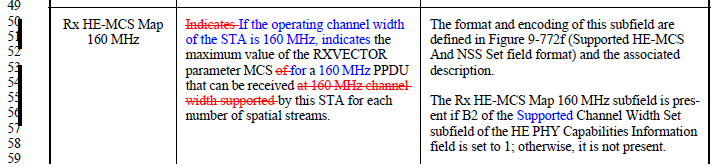 49
50
51
52
53
54
55
56
57
58
59
Rx HE-MCS Map
160 MHz
Indicates If the operating channel width
of the STA is 160 MHz, indicates the
maximum value of the RXVECTOR
parameter MCS of for a 160 MHz PPDU
that can be received at 160 MHz channel
width supported by this STA for each
number of spatial streams.
The format and encoding of this subfield are
defined in Figure 9-772f (Supported HE-MCS
And NSS Set field format) and the associated
description.
The Rx HE-MCS Map 160 MHz subfield is pres-
ent if B2 of the Supported Channel Width Set
subfield of the HE PHY Capabilities Information
field is set to 1; otherwise, it is not present.